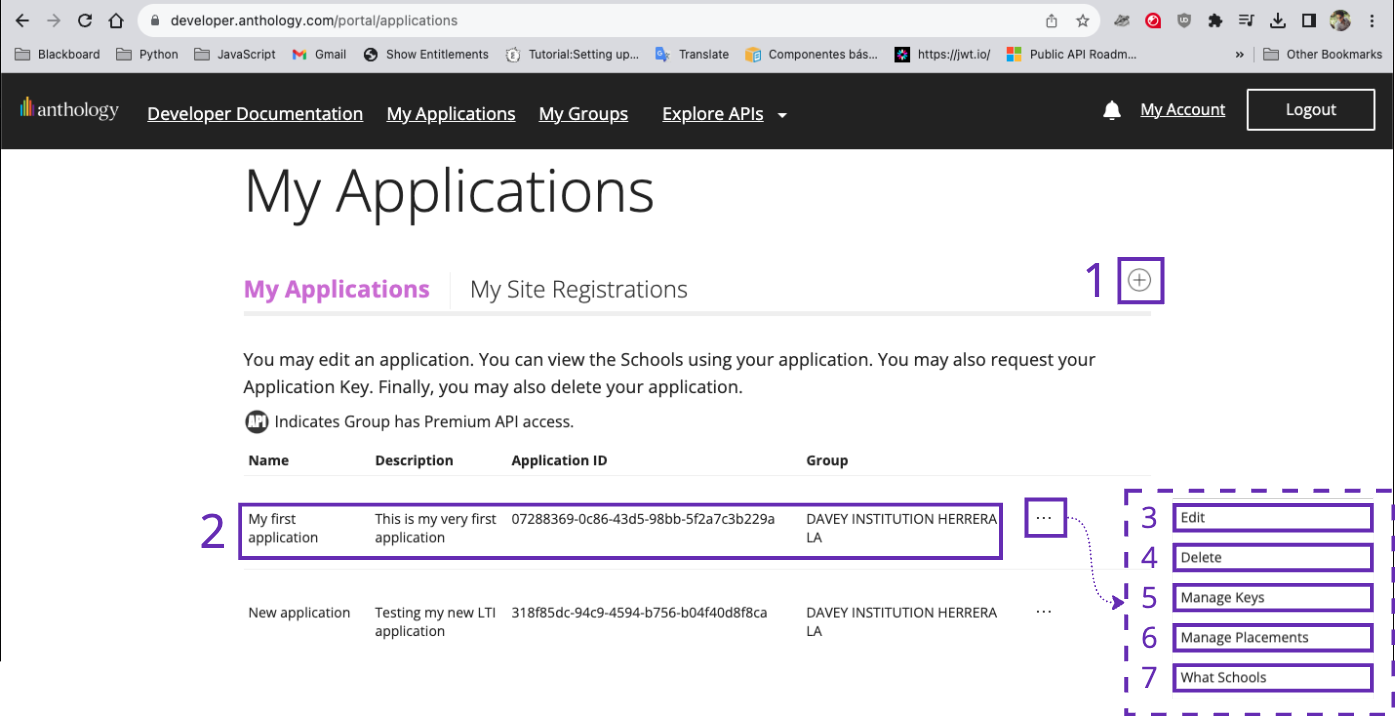 developer.anthology.com/portal/applications
Blackboard Python JavaScript Gmail Show Entitlements Tutorial:Setting up... Translate Componentes bás... https://jwt.io/ Public API Roadm... » Other Bookmarks
anthology Developer Documentation My Applications My Groups Explore APIs My Account Logout
My Applications
My Applications My Site Registrations 1
You may edit an application. You can view the Schools using your application. You may also request your
Application Key. Finally, you may also delete your application.
API Indicates Group has Premium API access.
Name Description Application ID Group
2 My first This is my very first 07288369-0c86-43d5-98bb-5f2a7c3b229a DAVEY INSTITUTION HERRERA ...
application application LA
New application Testing my new LTI 318f85dc-94c9-4594-b756-b04f40d8f8ca DAVEY INSTITUTION HERRERA ...
application LA
3 Edit
4 Delete
5 Manage Keys
6 Manage Placements
7 What Schools